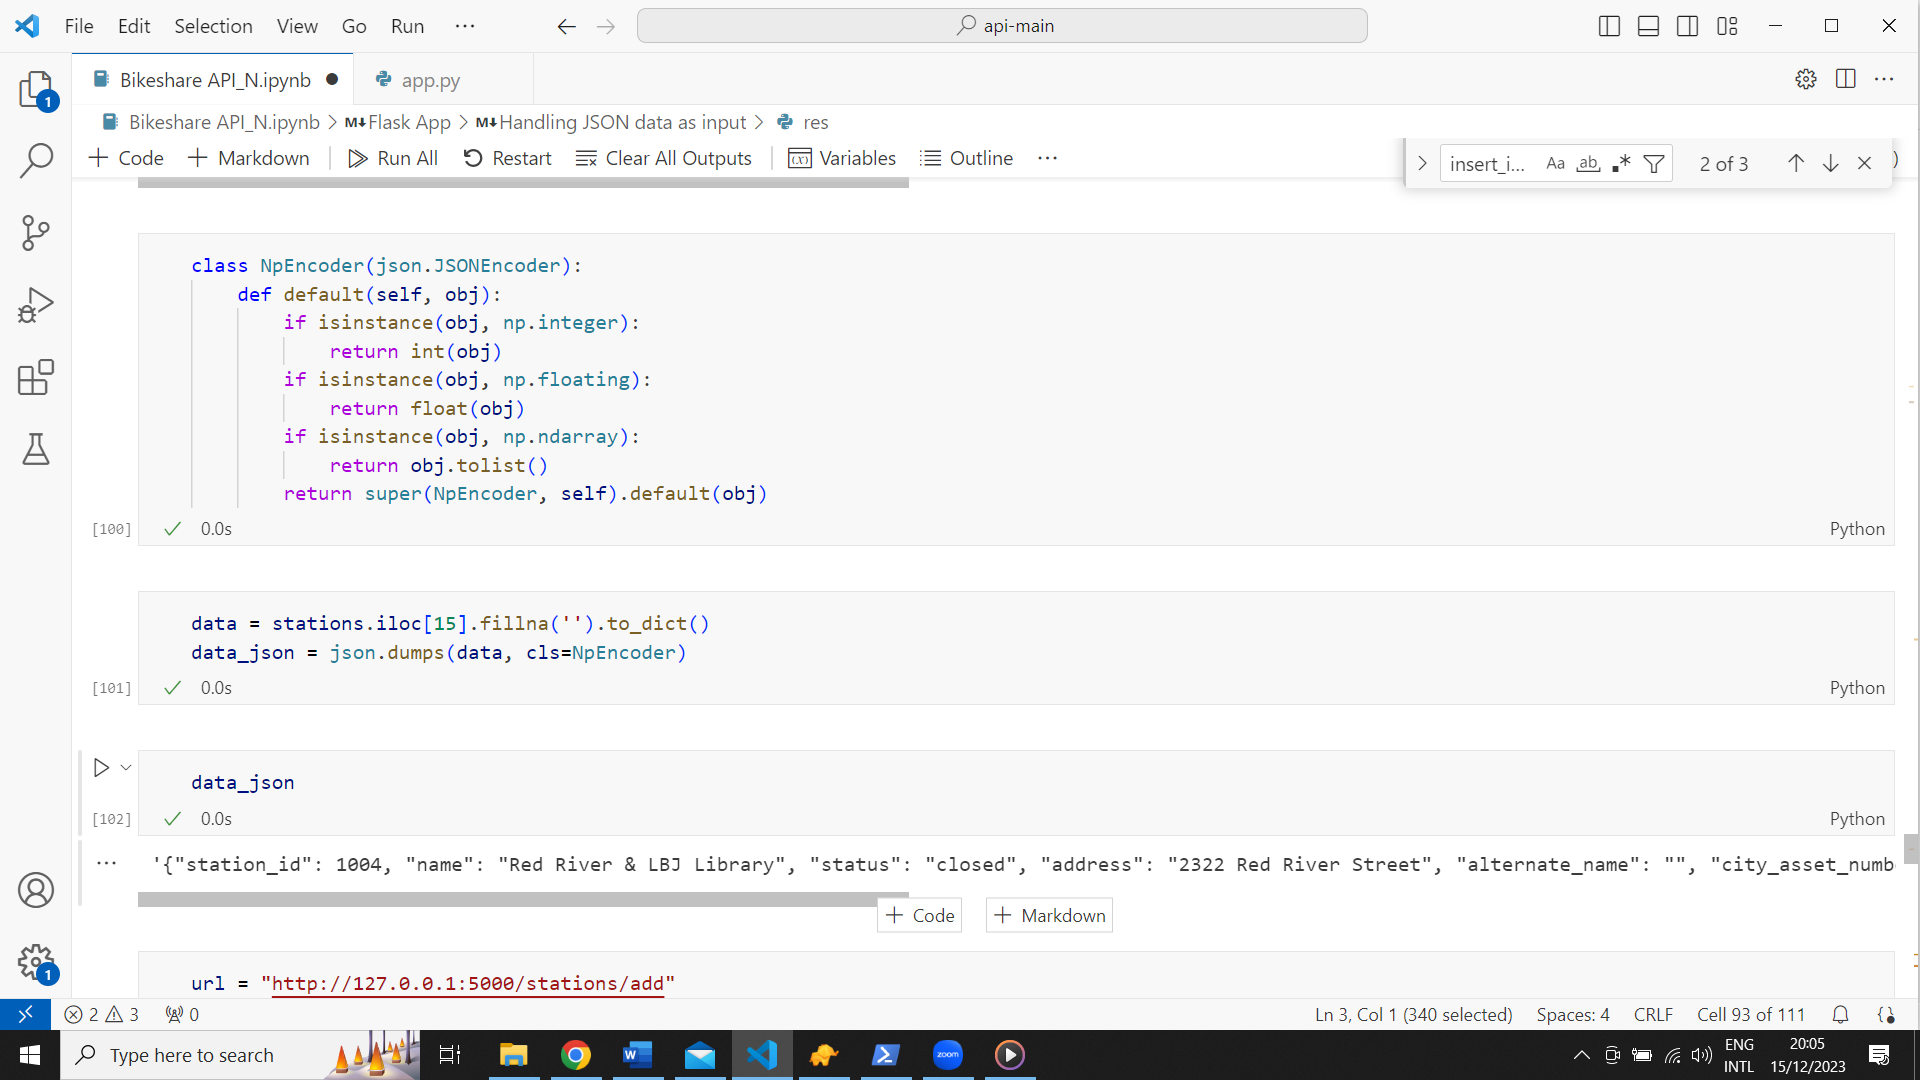 File Edit Selection View Go Run ··· api-main
Bikeshare API_N.ipynb app.py
1
Bikeshare API_N.ipynb > M↓Flask App > M↓Handling JSON data as input > res
+ Code + Markdown Run All Restart Clear All Outputs Variables Outline ···
insert_i... Aa ab .* 2 of 3
class NpEncoder(json.JSONEncoder):
def default(self, obj):
if isinstance(obj, np.integer):
return int(obj)
if isinstance(obj, np.floating):
return float(obj)
if isinstance(obj, np.ndarray):
return obj.tolist()
return super(NpEncoder, self).default(obj)
[100] 0.0s Python
data = stations.iloc[15].fillna('').to_dict()
data_json = json.dumps(data, cls=NpEncoder)
[101] 0.0s Python
data_json
[102] 0.0s Python
··· '{"station_id": 1004, "name": "Red River & LBJ Library", "status": "closed", "address": "2322 Red River Street", "alternate_name": "", "city_asset_numb
+ Code + Markdown
url = "http://127.0.0.1:5000/stations/add"
1
2 3 0 Ln 3, Col 1 (340 selected) Spaces: 4 CRLF Cell 93 of 111
Type here to search zoom ENG 20:05
INTL 15/12/2023